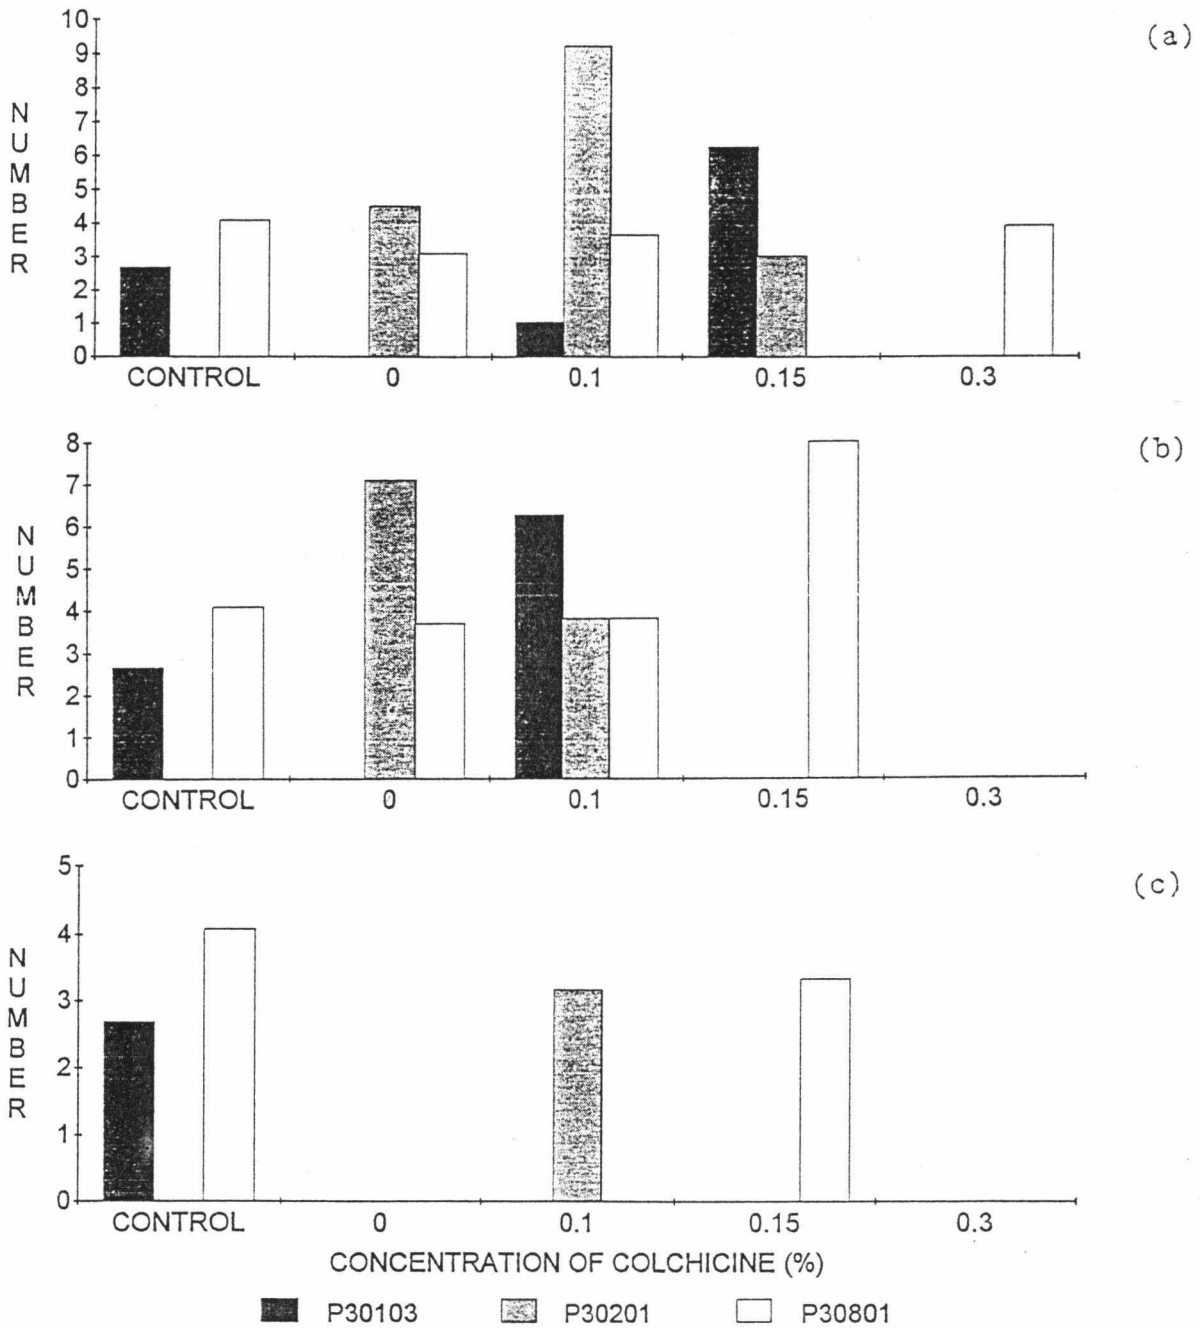 (a)
10
9
8
7
6
5
4
3
2
1
0
NUMBER
CONTROL 0 0.1 0.15 0.3
(b)
8
7
6
5
4
3
2
1
0
NUMBER
CONTROL 0 0.1 0.15 0.3
(c)
5
4
3
2
1
0
NUMBER
CONTROL 0 0.1 0.15 0.3
CONCENTRATION OF COLCHICINE (%)
P30103 P30201 P30801